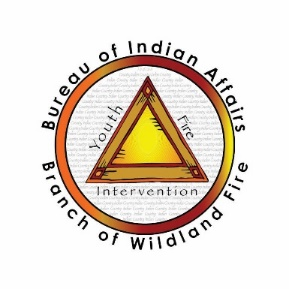 Bureau of Indian Affairs
Youth
Fire
Intervention
Branch of Wildland Fire